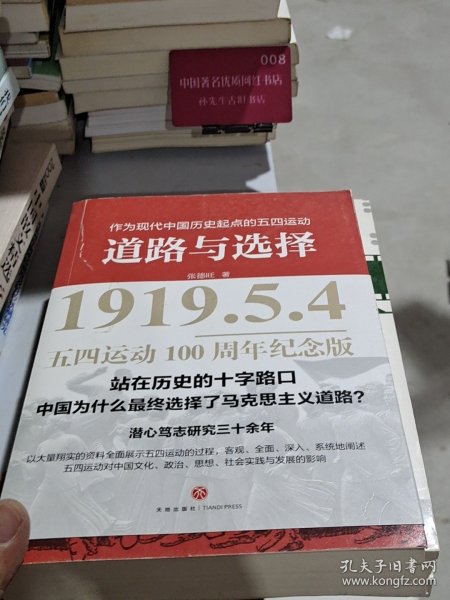 008
中国著名优质网红书店
孙先生古旧书店
作为现代中国历史起点的五四运动
道路与选择
张德旺 著
1919.5.4
五四运动 100 周年纪念版
站在历史的十字路口
中国为什么最终选择了马克思主义道路？
潜心笃志研究三十余年
以大量翔实的资料全面展示五四运动的过程，客观、全面、深入、系统地阐述
五四运动对中国文化、政治、思想、社会实践与发展的影响
天地出版社 | TIANDI PRESS
孔夫子旧书网
www.kongfz.com